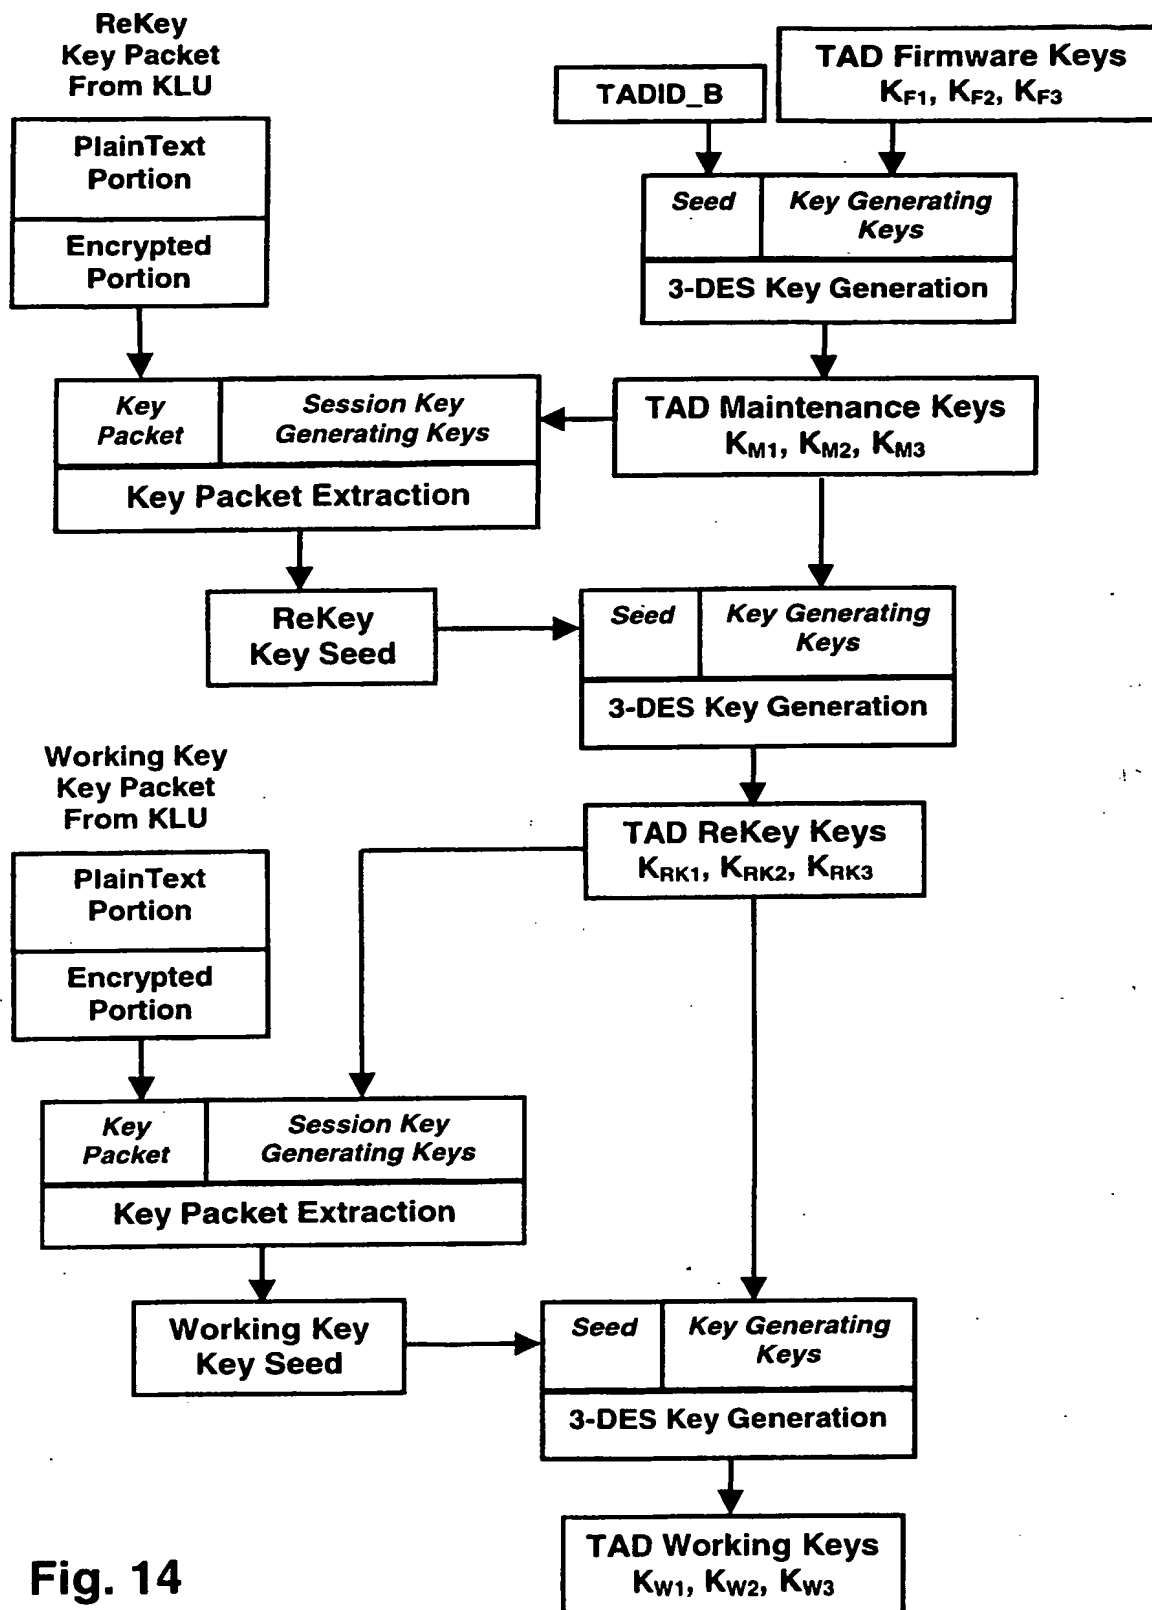 ReKey
Key Packet
From KLU
TAD Firmware Keys
KF1, KF2, KF3
TADID_B
PlainText
Portion
Encrypted
Portion
Seed
Key Generating
Keys
3-DES Key Generation
Key
Packet
Session Key
Generating Keys
Key Packet Extraction
TAD Maintenance Keys
KM1, KM2, KM3
ReKey
Key Seed
Seed
Key Generating
Keys
3-DES Key Generation
Working Key
Key Packet
From KLU
TAD ReKey Keys
KRK1, KRK2, KRK3
PlainText
Portion
Encrypted
Portion
Key
Packet
Session Key
Generating Keys
Key Packet Extraction
Working Key
Key Seed
Seed
Key Generating
Keys
3-DES Key Generation
TAD Working Keys
KW1, KW2, KW3
Fig. 14